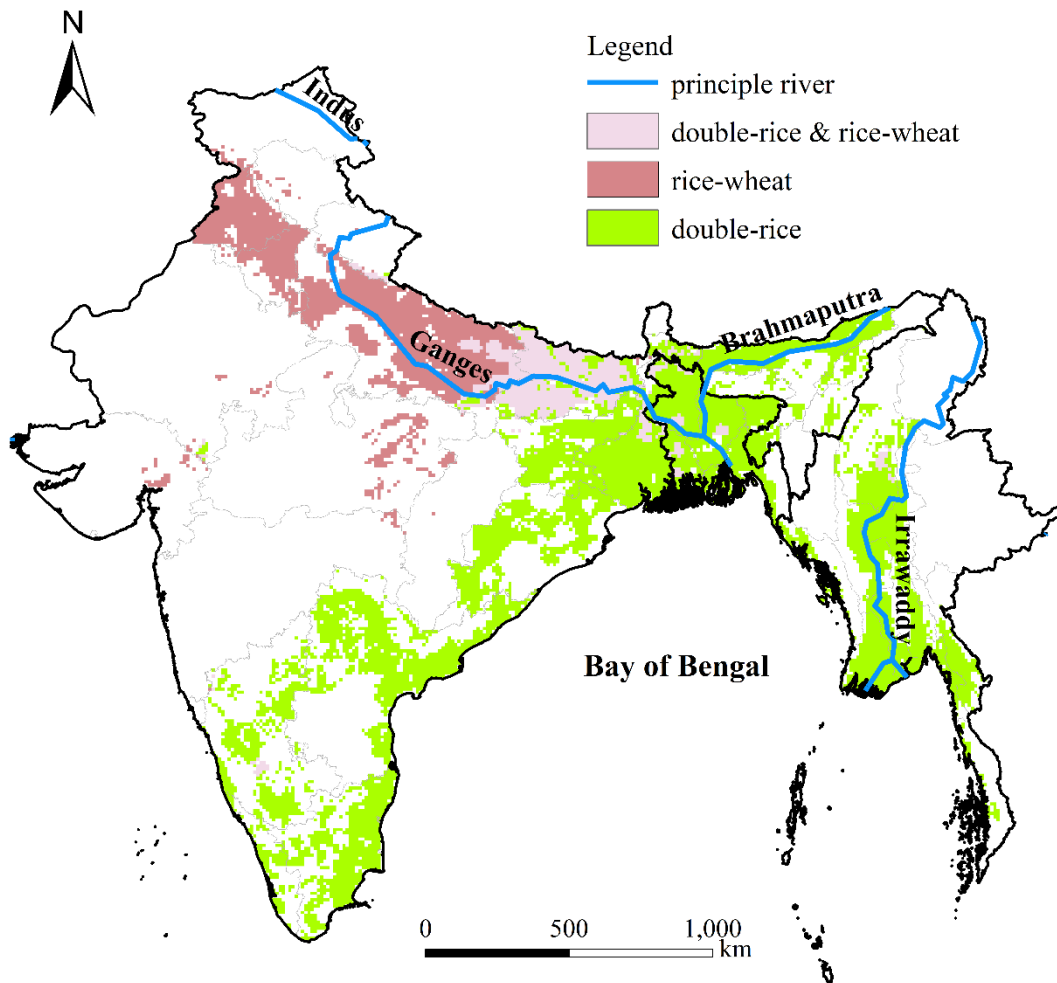 N
Legend
principle river
double-rice & rice-wheat
rice-wheat
double-rice
Indus
Ganges
Brahmaputra
Irrawaddy
Bay of Bengal
0 500 1,000
km